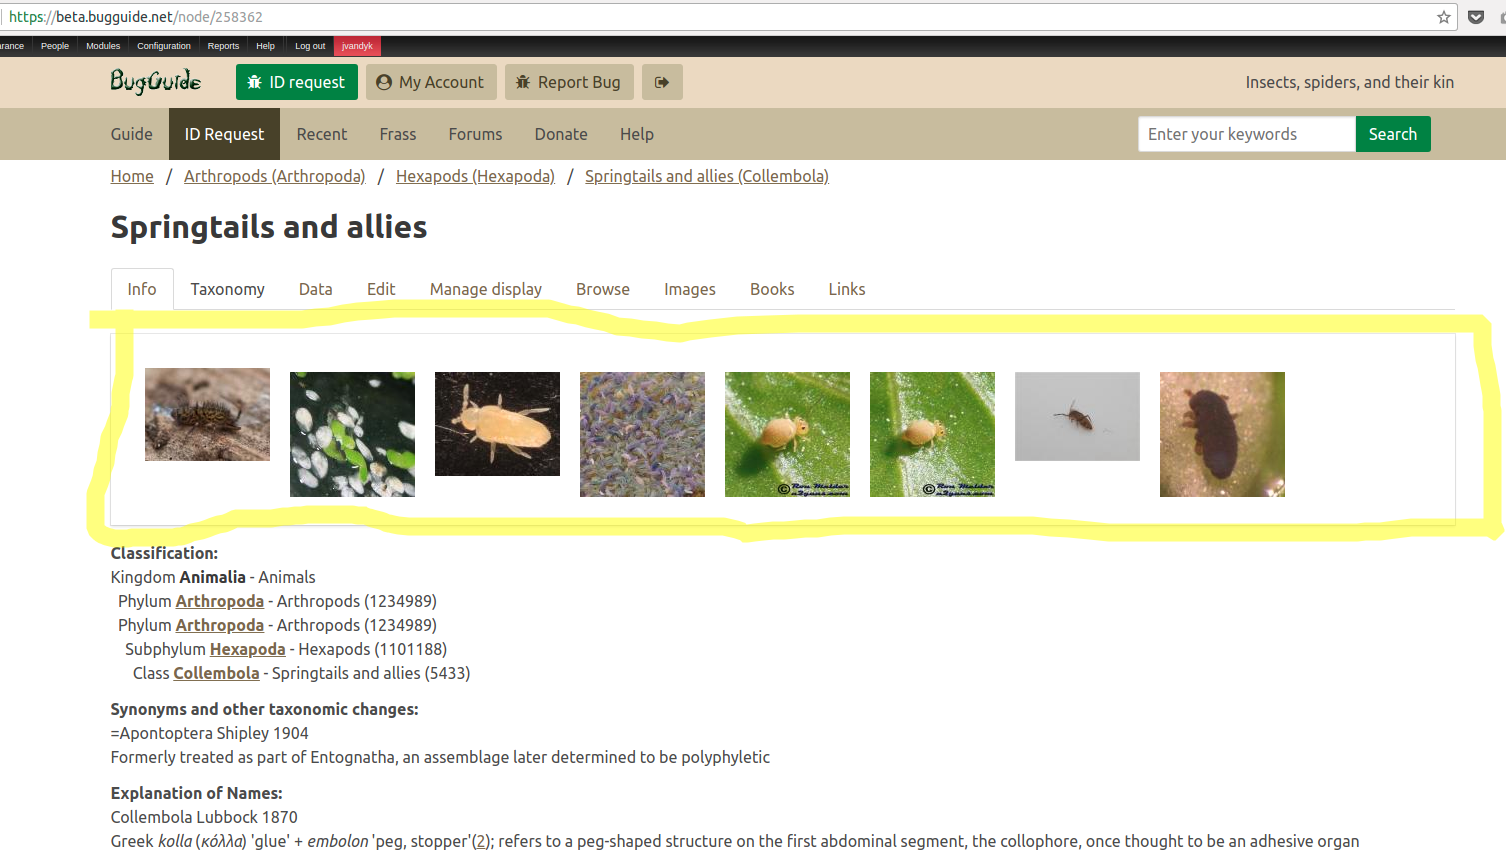 https://beta.bugguide.net/node/258362
arance People Modules Configuration Reports Help Log out jvandyk
BugGuide ID request My Account Report Bug Insects, spiders, and their kin
Guide ID Request Recent Frass Forums Donate Help Enter your keywords Search
Home / Arthropods (Arthropoda) / Hexapods (Hexapoda) / Springtails and allies (Collembola)
Springtails and allies
Info Taxonomy Data Edit Manage display Browse Images Books Links
© Ron Melder
© Ron Melder
Classification:
Kingdom Animalia - Animals
Phylum Arthropoda - Arthropods (1234989)
Phylum Arthropoda - Arthropods (1234989)
Subphylum Hexapoda - Hexapods (1101188)
Class Collembola - Springtails and allies (5433)
Synonyms and other taxonomic changes:
=Apontoptera Shipley 1904
Formerly treated as part of Entognatha, an assemblage later determined to be polyphyletic
Explanation of Names:
Collembola Lubbock 1870
Greek kolla (κόλλα) 'glue' + embolon 'peg, stopper'(2); refers to a peg-shaped structure on the first abdominal segment, the collophore, once thought to be an adhesive organ